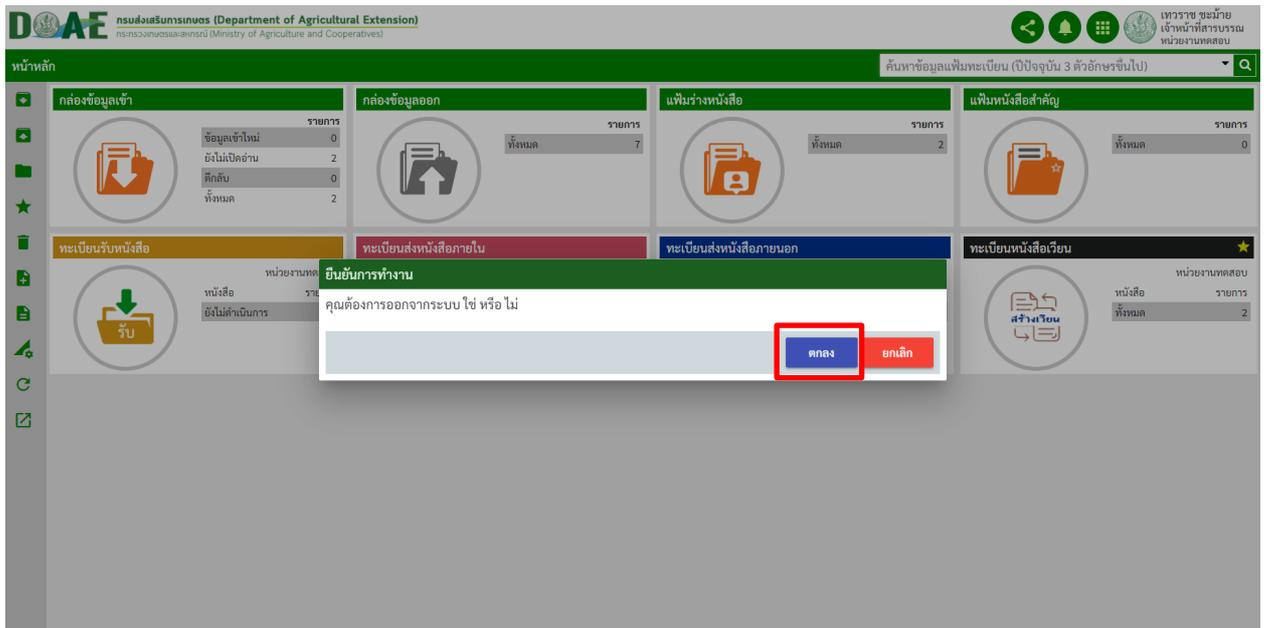 DOAE
กรมส่งเสริมการเกษตร (Department of Agricultural Extension)
กระทรวงเกษตรและสหกรณ์ (Ministry of Agriculture and Cooperatives)
เทวราช ชะม้าย
เจ้าหน้าที่สารบรรณ
หน่วยงานทดสอบ
หน้าหลัก
ค้นหาข้อมูลแฟ้มทะเบียน (ปีปัจจุบัน 3 ตัวอักษรขึ้นไป)
กล่องข้อมูลเข้า
รายการ
ข้อมูลเข้าใหม่ 0
ยังไม่เปิดอ่าน 2
ตีกลับ 0
ทั้งหมด 2
กล่องข้อมูลออก
รายการ
ทั้งหมด 7
แฟ้มร่างหนังสือ
รายการ
ทั้งหมด 2
แฟ้มหนังสือสำคัญ
รายการ
ทั้งหมด 0
ทะเบียนรับหนังสือ
หน่วยงานทด
หนังสือ ราย
ยังไม่ดำเนินการ
รับ
ทะเบียนส่งหนังสือภายใน
ทะเบียนส่งหนังสือภายนอก
ทะเบียนหนังสือเวียน
หน่วยงานทดสอบ
หนังสือ รายการ
ทั้งหมด 2
สร้างเวียน
ยืนยันการทำงาน
คุณต้องการออกจากระบบ ใช่ หรือ ไม่
ตกลง ยกเลิก